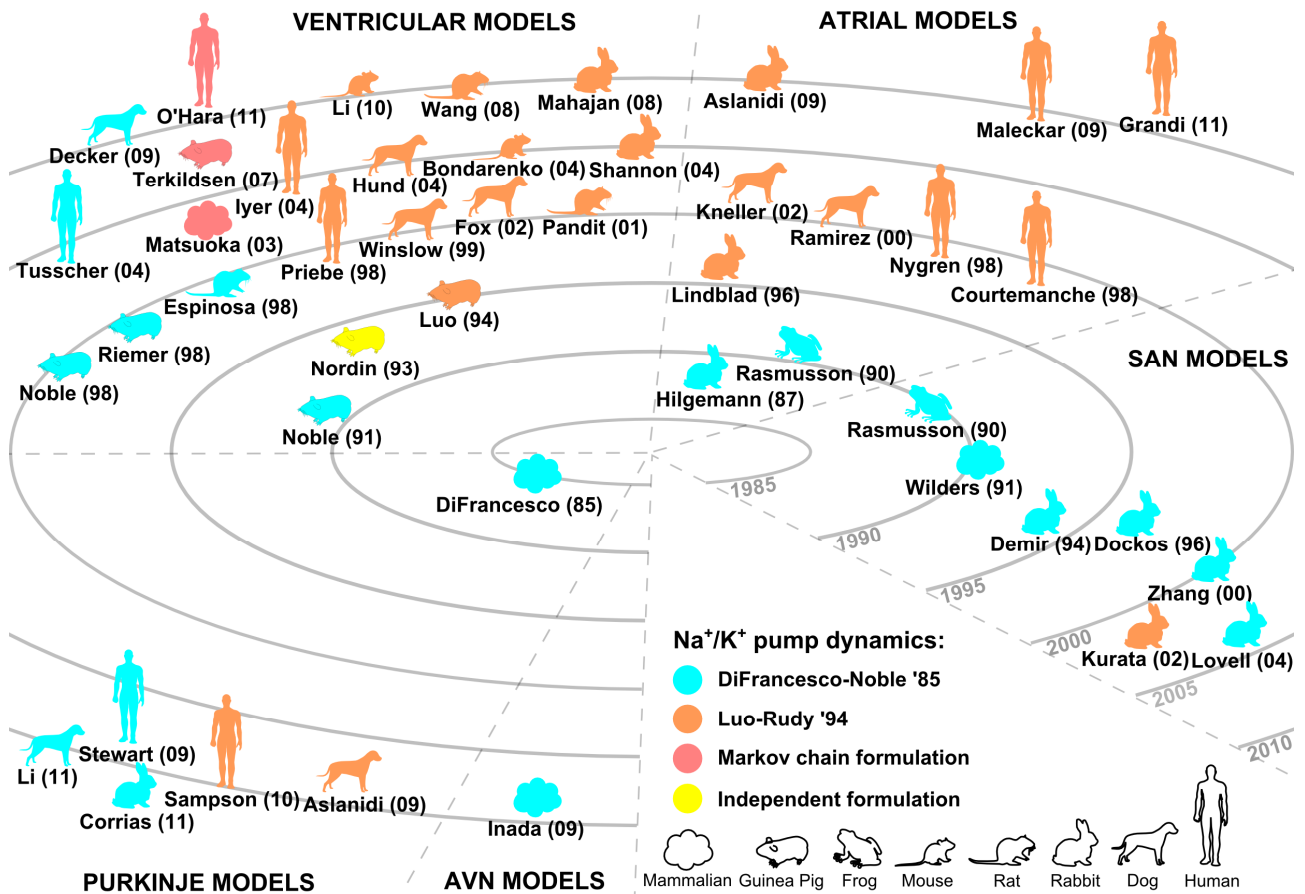 VENTRICULAR MODELS
ATRIAL MODELS
O'Hara (11)
Li (10)
Wang (08)
Mahajan (08)
Aslanidi (09)
Maleckar (09)
Grandi (11)
Decker (09)
Terkildsen (07)
Iyer (04)
Hund (04)
Bondarenko (04)
Shannon (04)
Kneller (02)
Ramirez (00)
Nygren (98)
Courtemanche (98)
Tusscher (04)
Matsuoka (03)
Priebe (98)
Winslow (99)
Fox (02)
Pandit (01)
Lindblad (96)
Espinosa (98)
Luo (94)
Riemer (98)
Nordin (93)
Noble (98)
Noble (91)
Rasmusson (90)
Hilgemann (87)
SAN MODELS
Rasmusson (90)
Wilders (91)
DiFrancesco (85)
1985
1990
Demir (94)
Dockos (96)
1995
Zhang (00)
2000
Kurata (02)
Lovell (04)
2005
2010
Na⁺/K⁺ pump dynamics:
DiFrancesco-Noble '85
Luo-Rudy '94
Markov chain formulation
Independent formulation
Stewart (09)
Li (11)
Corrias (11)
Sampson (10)
Aslanidi (09)
Inada (09)
PURKINJE MODELS
AVN MODELS
Mammalian
Guinea Pig
Frog
Mouse
Rat
Rabbit
Dog
Human